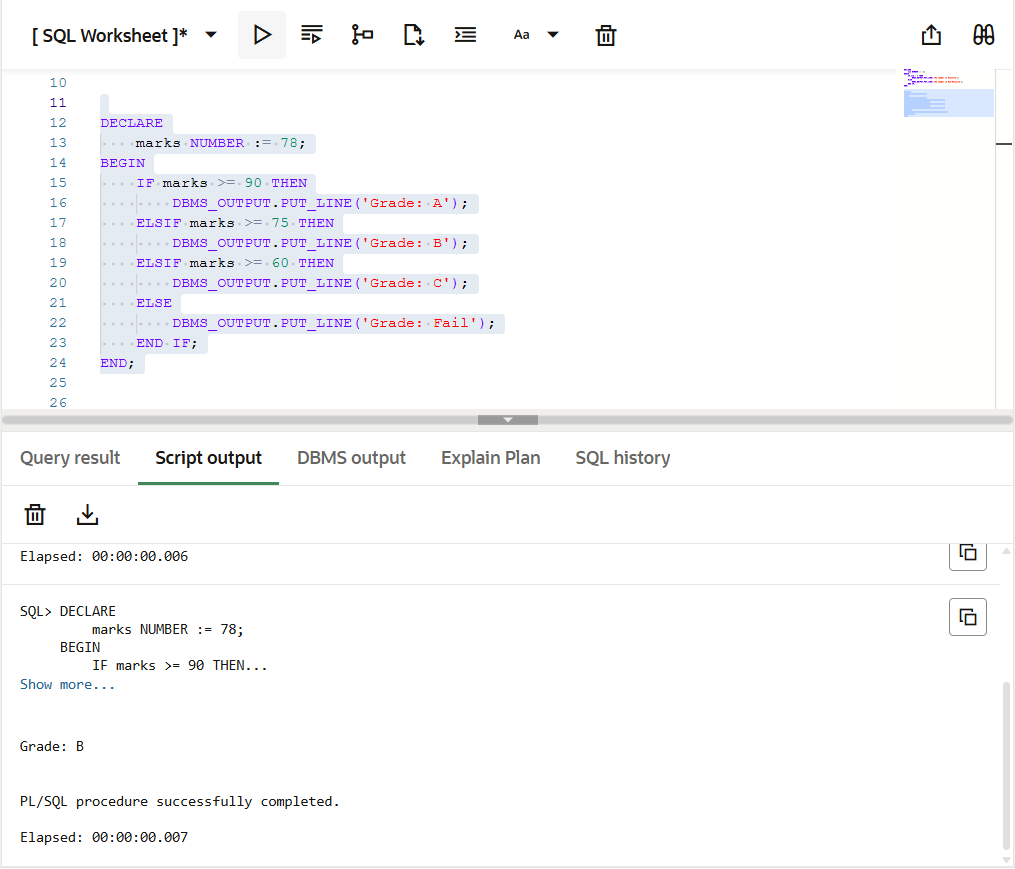 [ SQL Worksheet ]*
Aa
10
11
12 DECLARE
13     marks NUMBER := 78;
14 BEGIN
15     IF marks >= 90 THEN
16         DBMS_OUTPUT.PUT_LINE('Grade: A');
17     ELSIF marks >= 75 THEN
18         DBMS_OUTPUT.PUT_LINE('Grade: B');
19     ELSIF marks >= 60 THEN
20         DBMS_OUTPUT.PUT_LINE('Grade: C');
21     ELSE
22         DBMS_OUTPUT.PUT_LINE('Grade: Fail');
23     END IF;
24 END;
25
26
Query result Script output DBMS output Explain Plan SQL history
Elapsed: 00:00:00.006
SQL> DECLARE
         marks NUMBER := 78;
     BEGIN
         IF marks >= 90 THEN...
Show more...
Grade: B
PL/SQL procedure successfully completed.
Elapsed: 00:00:00.007